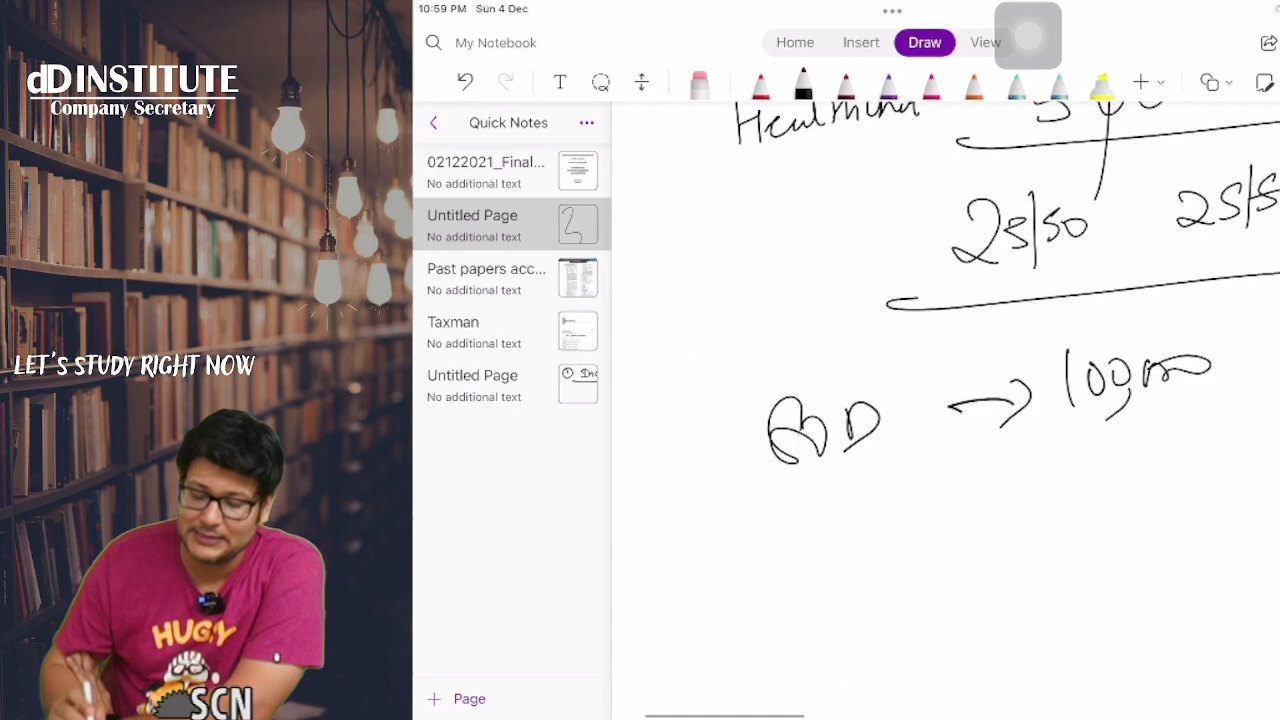 10:59 PM Sun 4 Dec
My Notebook
Home Insert Draw View
dD INSTITUTE
Company Secretary
LET'S STUDY RIGHT NOW
T
Quick Notes
02122021_Final...
No additional text
Untitled Page
No additional text
Past papers acc...
No additional text
Taxman
No additional text
Untitled Page
No additional text
+ Page
25/50
25/5
D → 
SCN